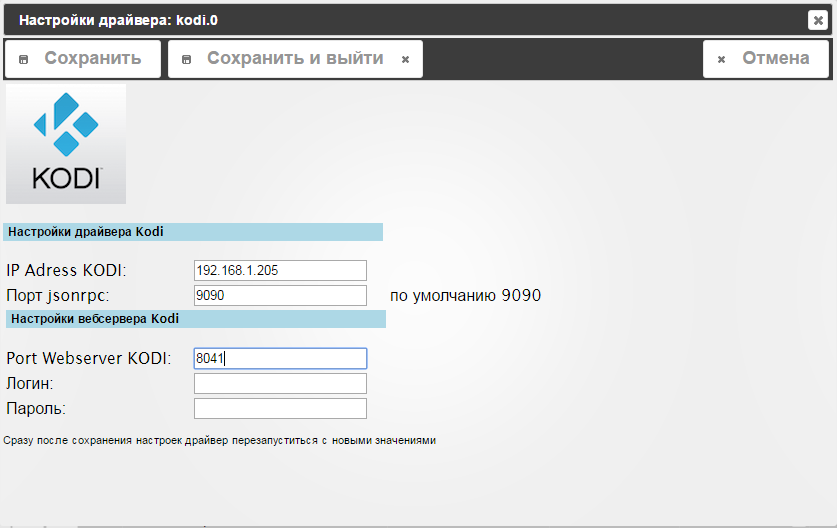 Настройки драйвера: kodi.0
Сохранить
Сохранить и выйти
Отмена
KODI
Настройки драйвера Kodi
IP Adress KODI: 192.168.1.205
Порт jsonrpc: 9090 по умолчанию 9090
Настройки вебсервера Kodi
Port Webserver KODI: 8041
Логин:
Пароль:
Сразу после сохранения настроек драйвер перезапуститься с новыми значениями